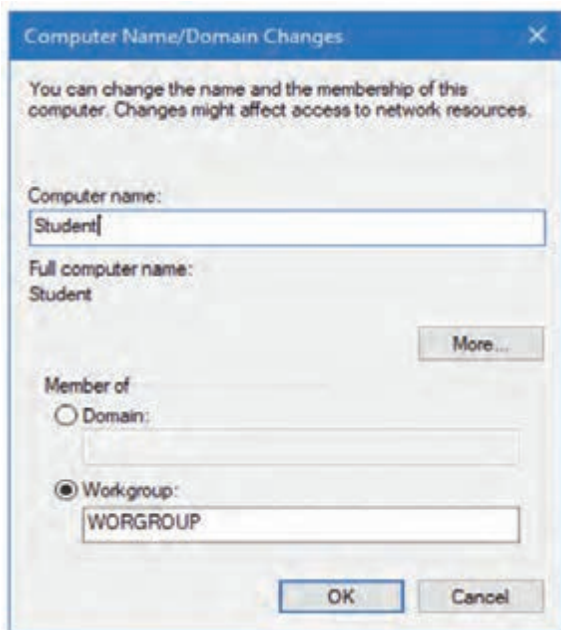 Computer Name/Domain Changes
You can change the name and the membership of this
computer. Changes might affect access to network resources.
Computer name:
Student
Full computer name:
Student
More...
Member of
Domain:
Workgroup:
WORGROUP
OK
Cancel